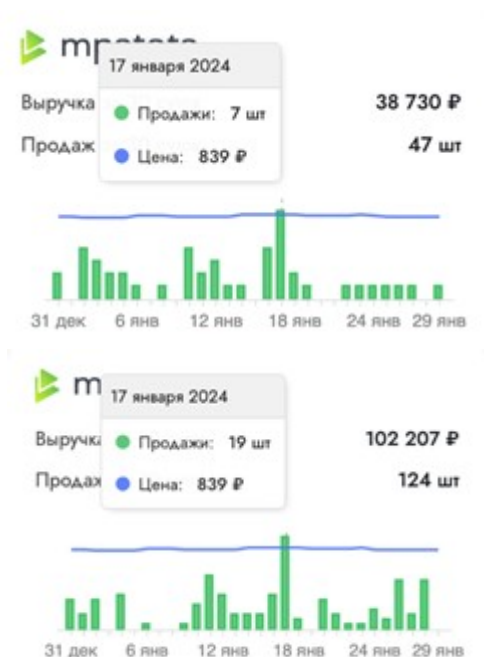 17 января 2024
Выручка 38 730 ₽
Продажи: 7 шт
Продаж 47 шт
Цена: 839 ₽
31 дек 6 янв 12 янв 18 янв 24 янв 29 янв
17 января 2024
Выручка 102 207 ₽
Продажи: 19 шт
Продаж 124 шт
Цена: 839 ₽
31 дек 6 янв 12 янв 18 янв 24 янв 29 янв